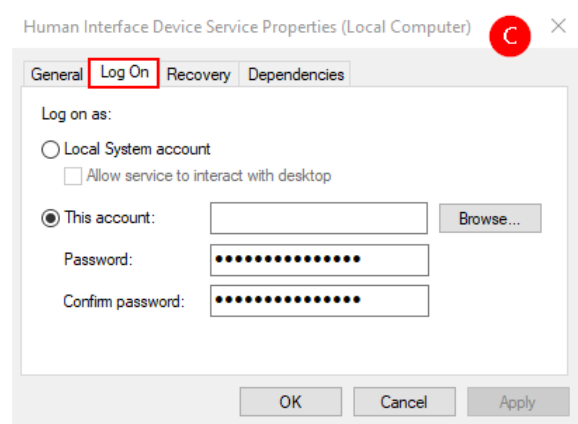 Human Interface Device Service Properties (Local Computer)
C
General Log On Recovery Dependencies
Log on as:
Local System account
Allow service to interact with desktop
This account:
Browse...
Password: •••••••••••••••
Confirm password: •••••••••••••••
OK Cancel Apply